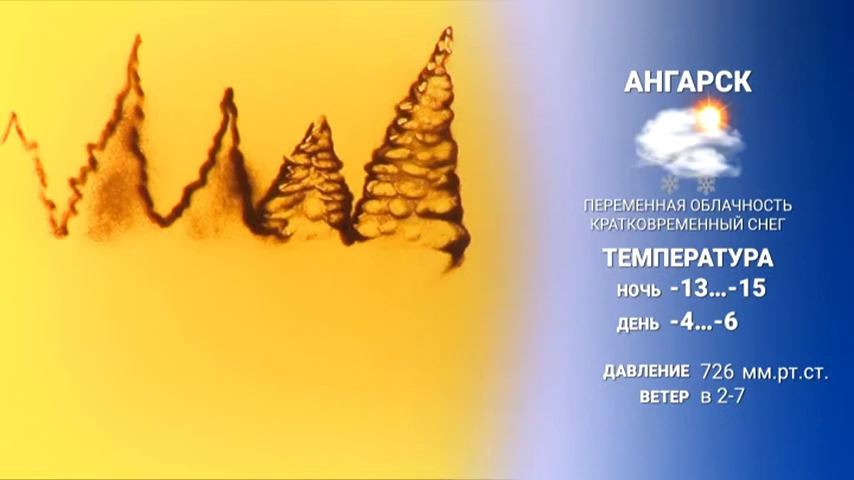 АНГАРСК
ПЕРЕМЕННАЯ ОБЛАЧНОСТЬ
КРАТКОВРЕМЕННЫЙ СНЕГ
ТЕМПЕРАТУРА
НОЧЬ -13...-15
ДЕНЬ -4...-6
ДАВЛЕНИЕ 726 мм.рт.ст.
ВЕТЕР в 2-7